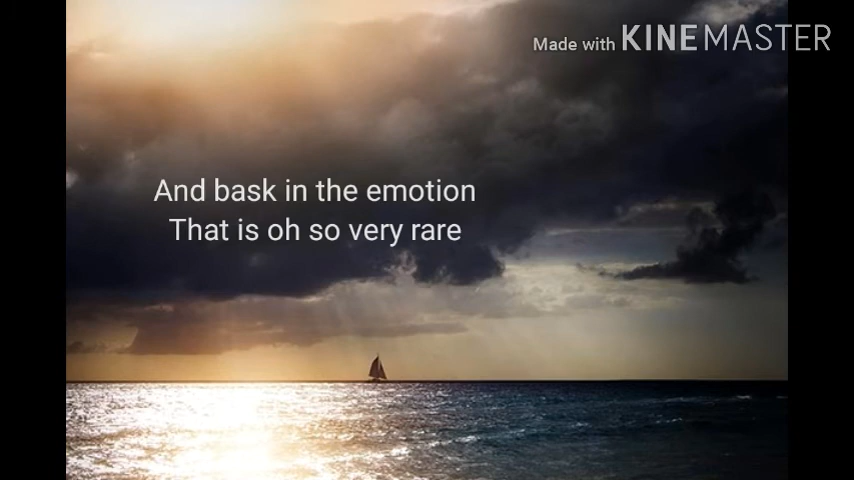 Made with KINEMASTER
And bask in the emotion
That is oh so very rare